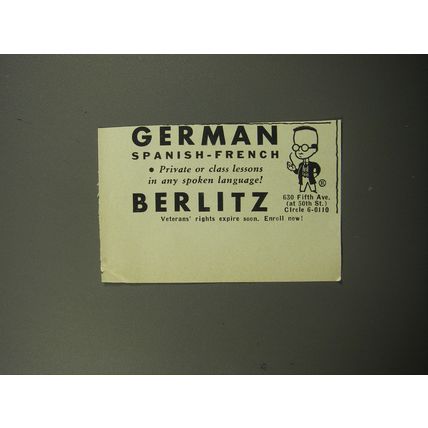 GERMAN
SPANISH-FRENCH
• Private or class lessons
in any spoken language!
BERLITZ
Veterans' rights expire soon. Enroll now!
®
630 Fifth Ave.
(at 50th St.)
CIrcle 6-0110